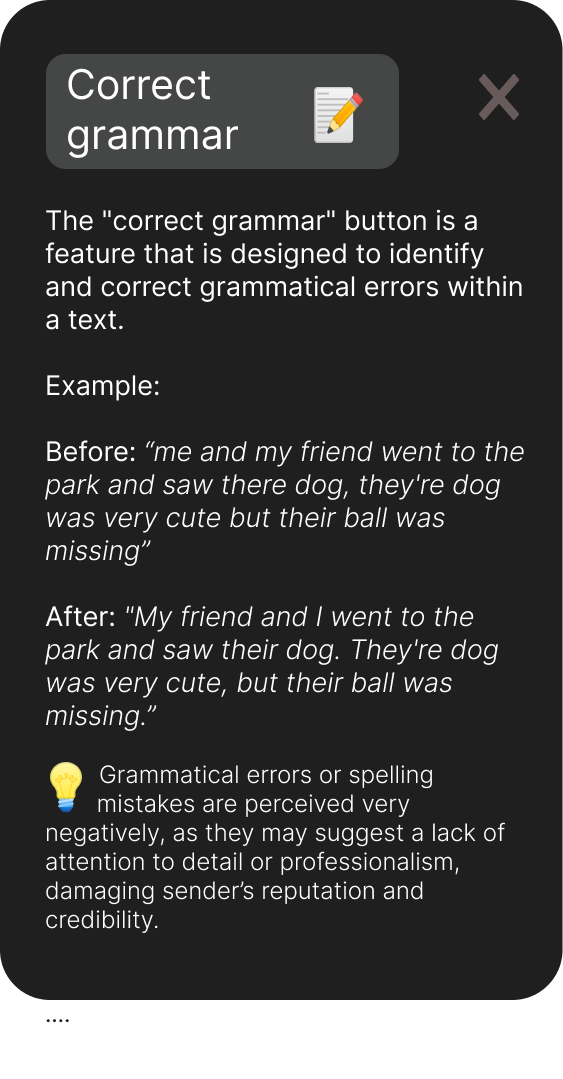 Correct
grammar
The "correct grammar" button is a
feature that is designed to identify
and correct grammatical errors within
a text.
Example:
Before: “me and my friend went to the
park and saw there dog, they're dog
was very cute but their ball was
missing”
After: "My friend and I went to the
park and saw their dog. They're dog
was very cute, but their ball was
missing.”
Grammatical errors or spelling
mistakes are perceived very
negatively, as they may suggest a lack of
attention to detail or professionalism,
damaging sender’s reputation and
credibility.
....